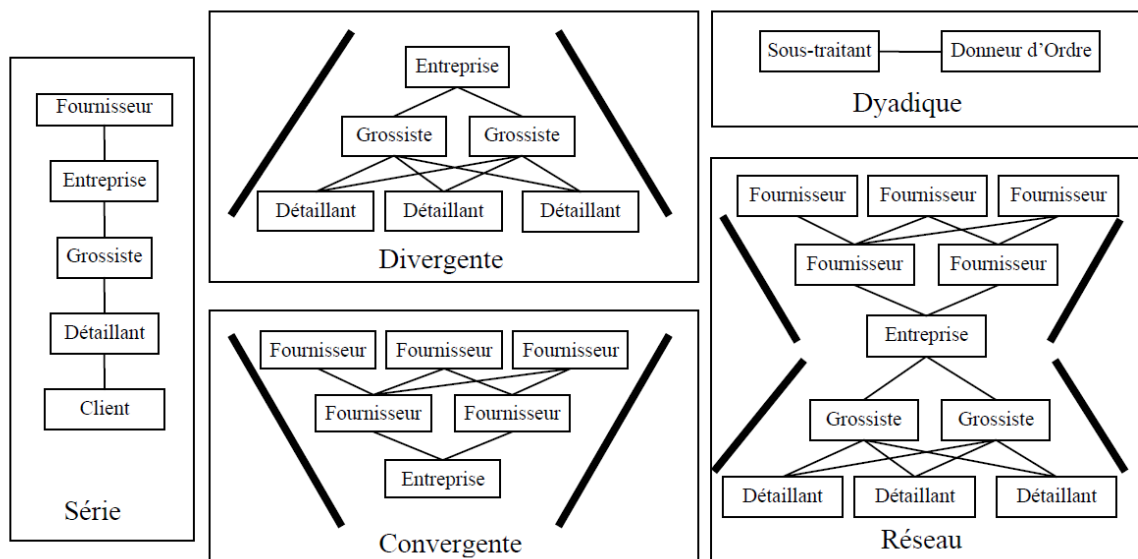 Fournisseur
Entreprise
Grossiste
Détaillant
Client
Série
Entreprise
Grossiste Grossiste
Détaillant Détaillant Détaillant
Divergente
Fournisseur Fournisseur Fournisseur
Fournisseur Fournisseur
Entreprise
Convergente
Sous-traitant Donneur d’Ordre
Dyadique
Fournisseur Fournisseur Fournisseur
Fournisseur Fournisseur
Entreprise
Grossiste Grossiste
Détaillant Détaillant Détaillant
Réseau